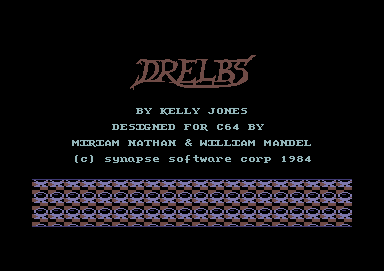 DRELBS
BY KELLY JONES
DESIGNED FOR C64 BY
MIRIAM NATHAN & WILLIAM MANDEL
(c) synapse software corp 1984